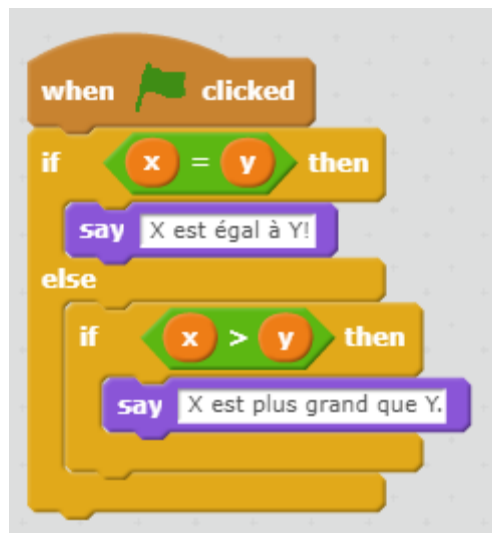 when clicked
if x = y then
say X est égal à Y!
else
if x > y then
say X est plus grand que Y.